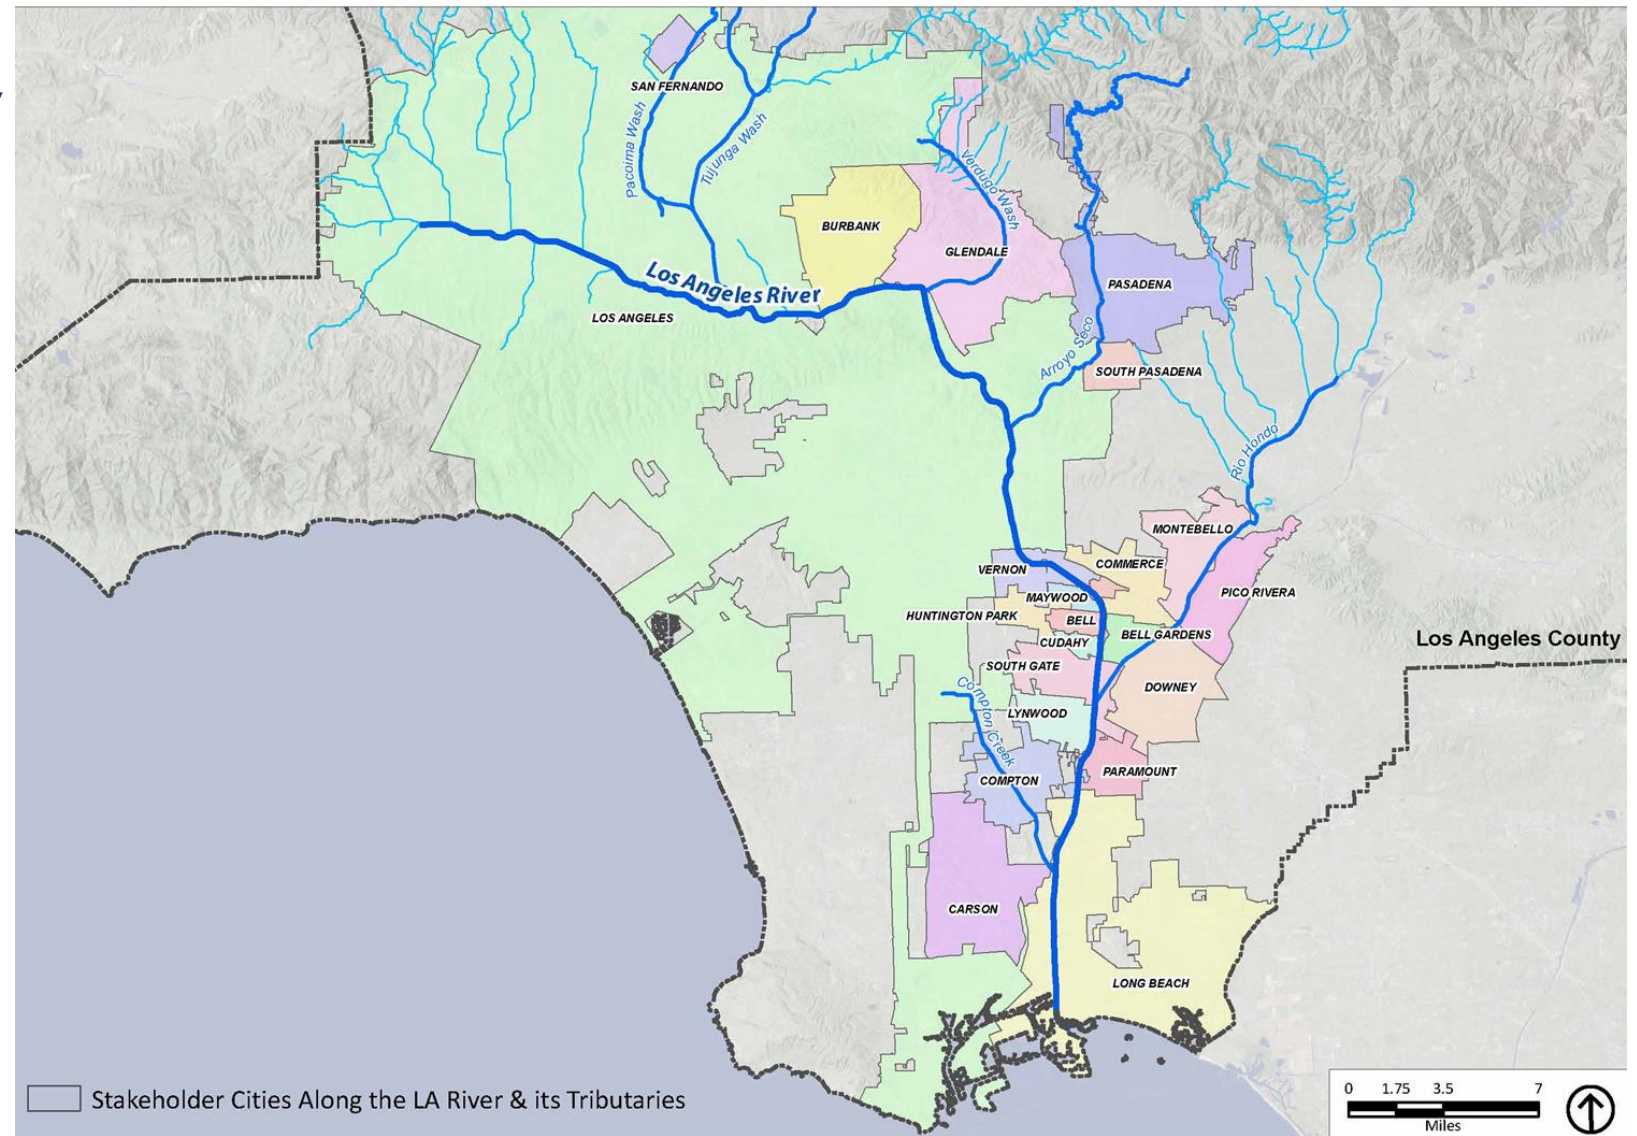 SAN FERNANDO
Pacoima Wash
Tujunga Wash
Verdugo Wash
BURBANK
GLENDALE
PASADENA
Los Angeles River
LOS ANGELES
Arroyo Seco
SOUTH PASADENA
Rio Hondo
MONTEBELLO
VERNON
COMMERCE
MAYWOOD
PICO RIVERA
HUNTINGTON PARK
BELL
BELL GARDENS
CUDAHY
Los Angeles County
SOUTH GATE
DOWNEY
Compton Creek
LYNWOOD
PARAMOUNT
COMPTON
CARSON
LONG BEACH
Stakeholder Cities Along the LA River & its Tributaries
0 1.75 3.5 7
Miles